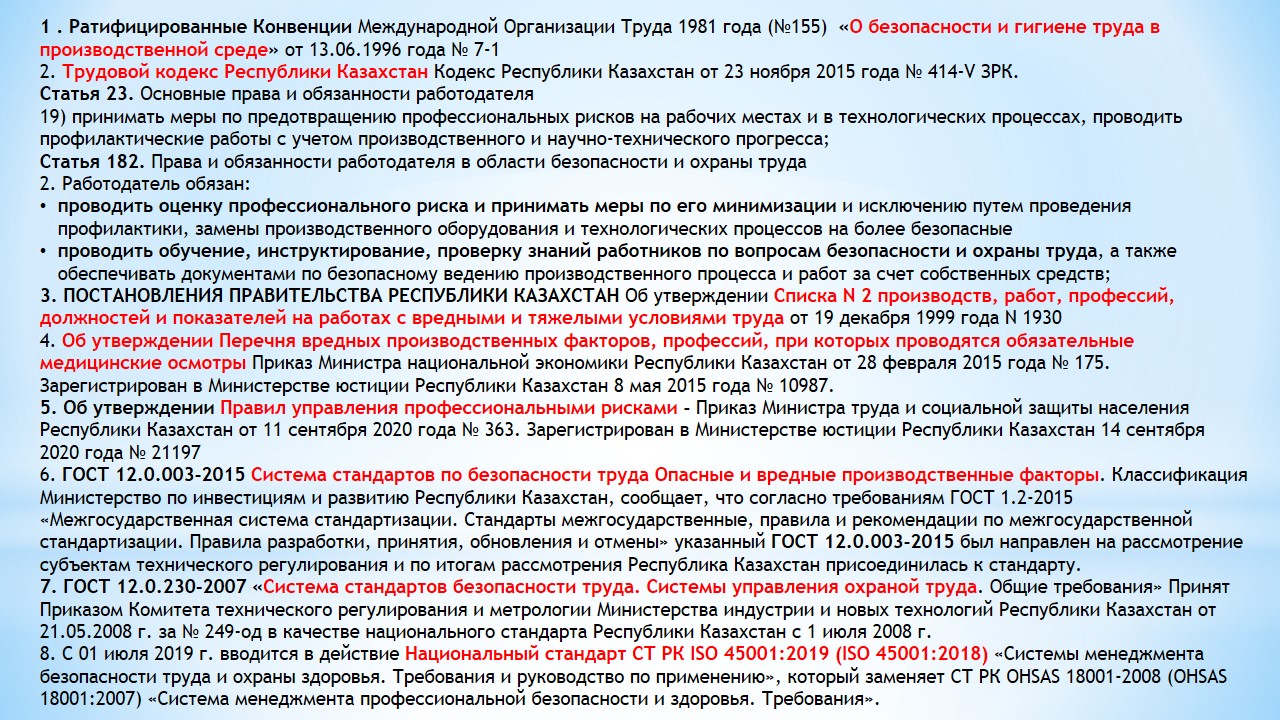 1 . Ратифицированные Конвенции Международной Организации Труда 1981 года (№155) «О безопасности и гигиене труда в
производственной среде» от 13.06.1996 года № 7-1
2. Трудовой кодекс Республики Казахстан Кодекс Республики Казахстан от 23 ноября 2015 года № 414-V ЗРК.
Статья 23. Основные права и обязанности работодателя
19) принимать меры по предотвращению профессиональных рисков на рабочих местах и в технологических процессах, проводить
профилактические работы с учетом производственного и научно-технического прогресса;
Статья 182. Права и обязанности работодателя в области безопасности и охраны труда
2. Работодатель обязан:
• проводить оценку профессионального риска и принимать меры по его минимизации и исключению путем проведения
профилактики, замены производственного оборудования и технологических процессов на более безопасные
• проводить обучение, инструктирование, проверку знаний работников по вопросам безопасности и охраны труда, а также
обеспечивать документами по безопасному ведению производственного процесса и работ за счет собственных средств;
3. ПОСТАНОВЛЕНИЯ ПРАВИТЕЛЬСТВА РЕСПУБЛИКИ КАЗАХСТАН Об утверждении Списка N 2 производств, работ, профессий,
должностей и показателей на работах с вредными и тяжелыми условиями труда от 19 декабря 1999 года N 1930
4. Об утверждении Перечня вредных производственных факторов, профессий, при которых проводятся обязательные
медицинские осмотры Приказ Министра национальной экономики Республики Казахстан от 28 февраля 2015 года № 175.
Зарегистрирован в Министерстве юстиции Республики Казахстан 8 мая 2015 года № 10987.
5. Об утверждении Правил управления профессиональными рисками – Приказ Министра труда и социальной защиты населения
Республики Казахстан от 11 сентября 2020 года № 363. Зарегистрирован в Министерстве юстиции Республики Казахстан 14 сентября
2020 года № 21197
6. ГОСТ 12.0.003-2015 Система стандартов по безопасности труда Опасные и вредные производственные факторы. Классификация
Министерство по инвестициям и развитию Республики Казахстан, сообщает, что согласно требованиям ГОСТ 1.2-2015
«Межгосударственная система стандартизации. Стандарты межгосударственные, правила и рекомендации по межгосударственной
стандартизации. Правила разработки, принятия, обновления и отмены» указанный ГОСТ 12.0.003-2015 был направлен на рассмотрение
субъектам технического регулирования и по итогам рассмотрения Республика Казахстан присоединилась к стандарту.
7. ГОСТ 12.0.230-2007 «Система стандартов безопасности труда. Системы управления охраной труда. Общие требования» Принят
Приказом Комитета технического регулирования и метрологии Министерства индустрии и новых технологий Республики Казахстан от
21.05.2008 г. за № 249-од в качестве национального стандарта Республики Казахстан с 1 июля 2008 г.
8. С 01 июля 2019 г. вводится в действие Национальный стандарт СТ РК ISO 45001:2019 (ISO 45001:2018) «Системы менеджмента
безопасности труда и охраны здоровья. Требования и руководство по применению», который заменяет СТ РК OHSAS 18001-2008 (OHSAS
18001:2007) «Система менеджмента профессиональной безопасности и здоровья. Требования».